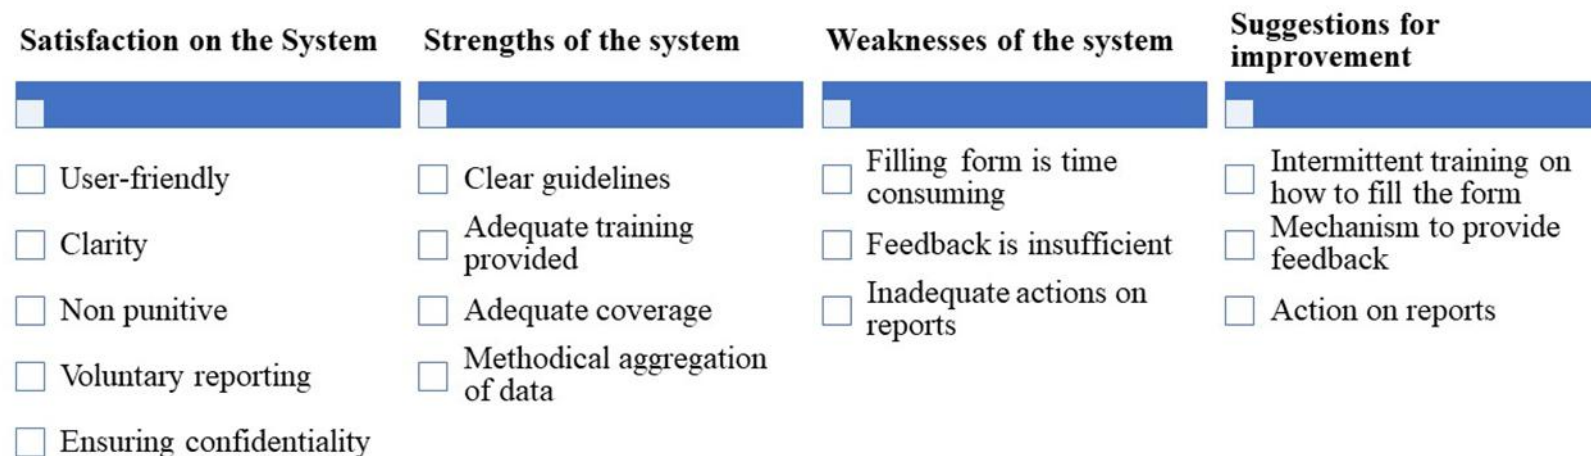 Satisfaction on the System
User-friendly
Clarity
Non punitive
Voluntary reporting
Ensuring confidentiality
Strengths of the system
Clear guidelines
Adequate training
provided
Adequate coverage
Methodical aggregation
of data
Weaknesses of the system
Filling form is time
consuming
Feedback is insufficient
Inadequate actions on
reports
Suggestions for
improvement
Intermittent training on
how to fill the form
Mechanism to provide
feedback
Action on reports